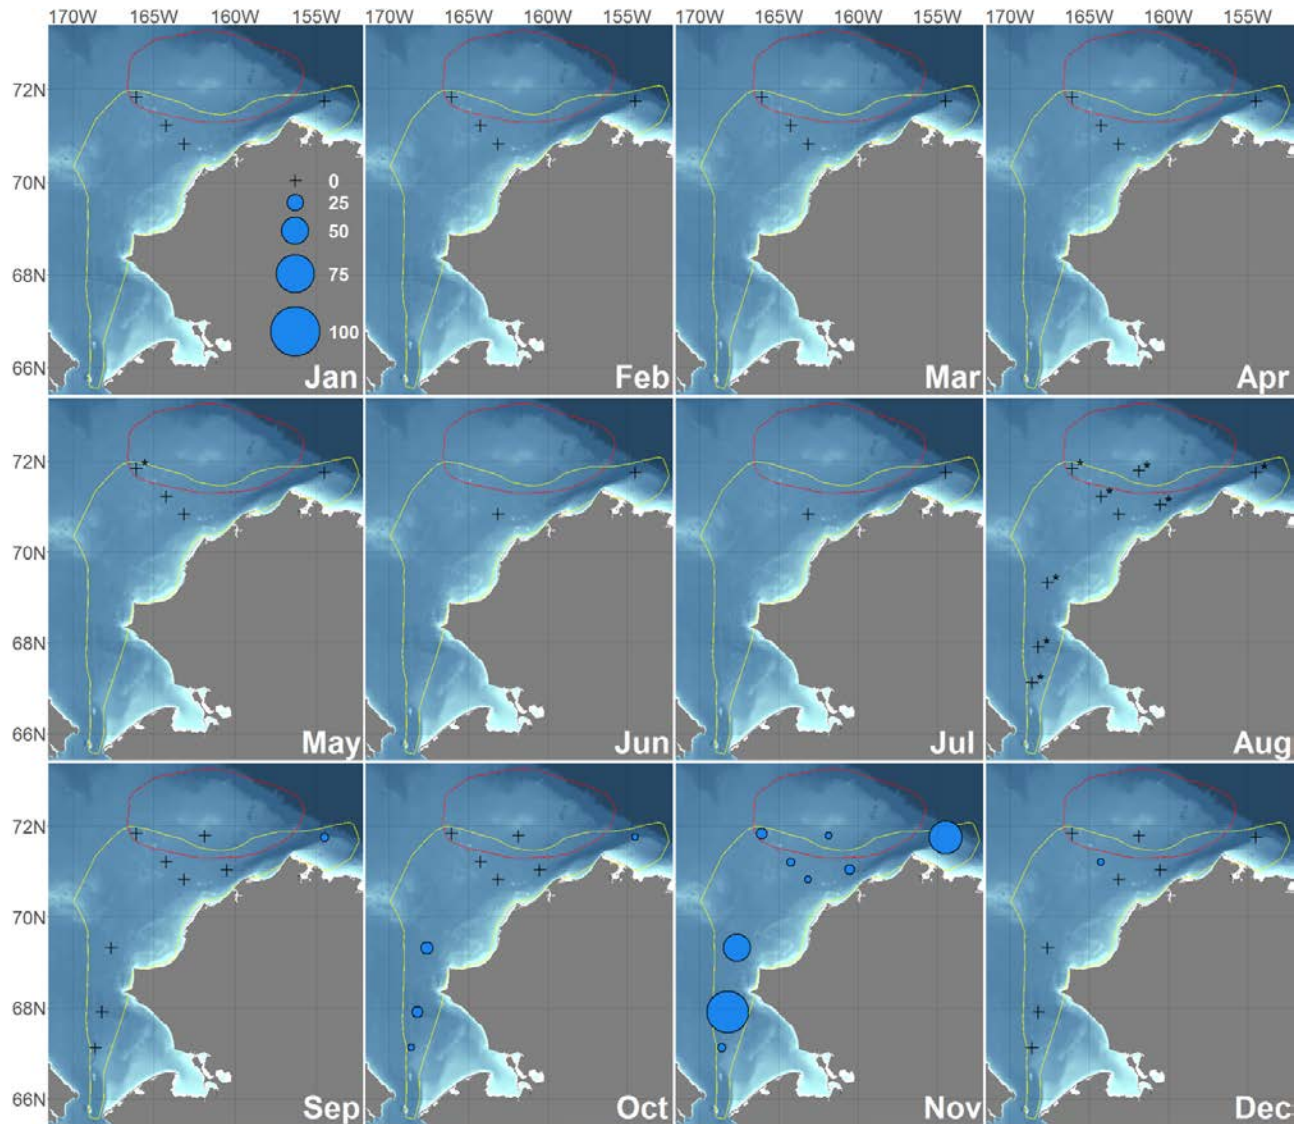 170W 165W 160W 155W 170W 165W 160W 155W 170W 165W 160W 155W 170W 165W 160W 155W
72N
70N
0
25
50
75
100
68N
66N
Jan Feb Mar Apr
72N
70N
68N
66N
May Jun Jul Aug
72N
70N
68N
66N
Sep Oct Nov Dec